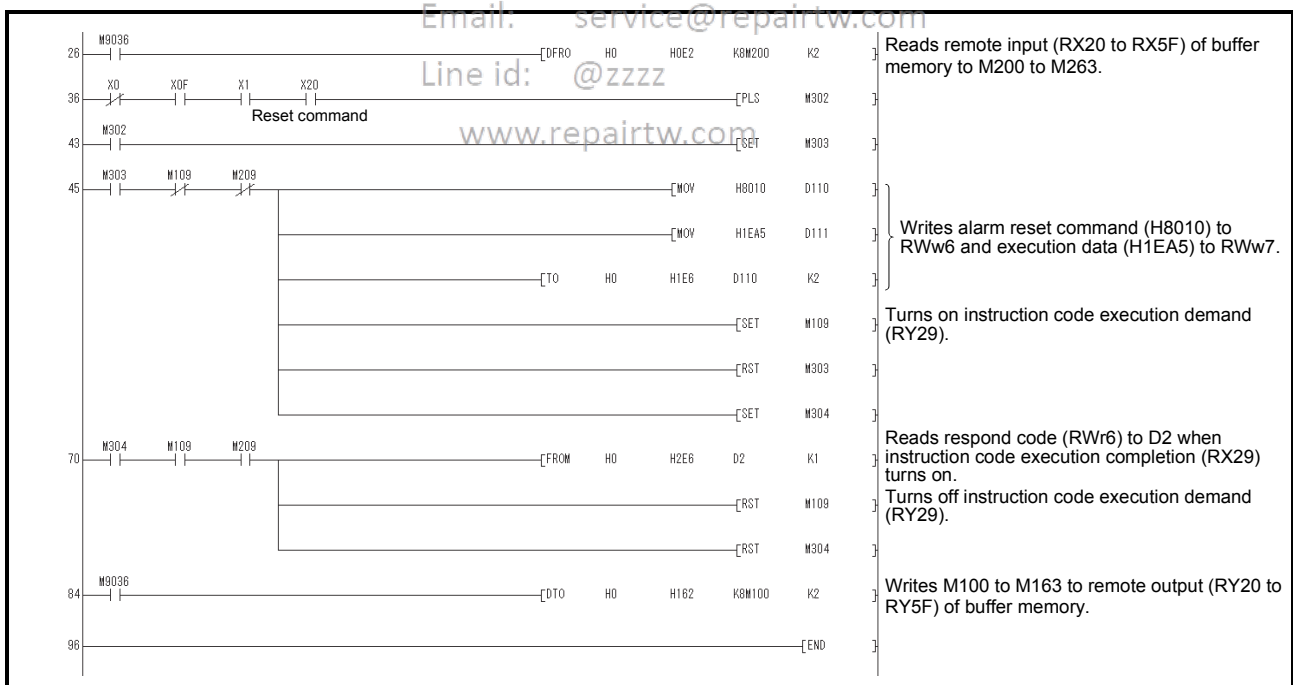 Email: service@repairtw.com
M9036
26 [DFRO H0 H0E2 K8M200 K2 ]
Reads remote input (RX20 to RX5F) of buffer
memory to M200 to M263.
Line id: @zzzz
X0 X0F X1 X20
36 [PLS M302 ]
Reset command
www.repairtw.com
M302
43 [SET M303 ]
M303 M109 M209
45 [MOV H8010 D110 ]
[MOV H1EA5 D111 ]
Writes alarm reset command (H8010) to
RWw6 and execution data (H1EA5) to RWw7.
[TO H0 H1E6 D110 K2 ]
[SET M109 ]
Turns on instruction code execution demand
(RY29).
[RST M303 ]
[SET M304 ]
M304 M109 M209
70 [FROM H0 H2E6 D2 K1 ]
Reads respond code (RWr6) to D2 when
instruction code execution completion (RX29)
turns on.
[RST M109 ]
Turns off instruction code execution demand
(RY29).
[RST M304 ]
M9036
84 [DTO H0 H162 K8M100 K2 ]
Writes M100 to M163 to remote output (RY20 to
RY5F) of buffer memory.
96 [END ]